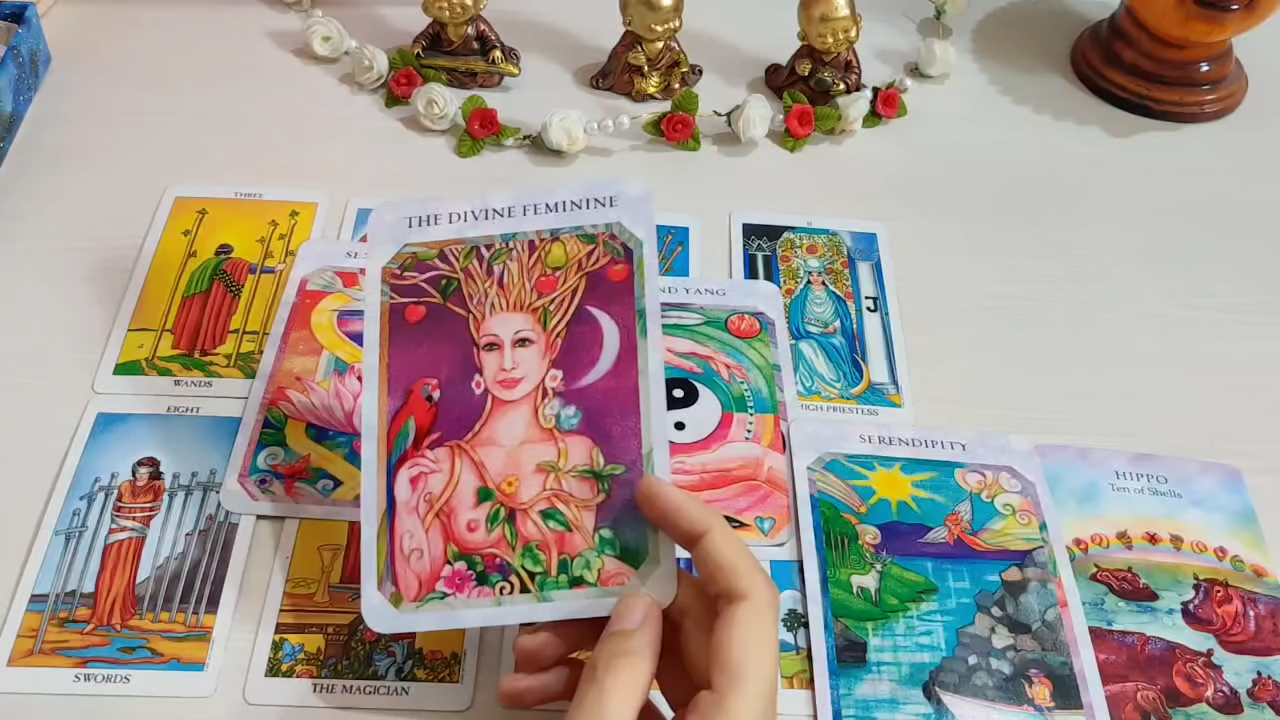 THREE
WANDS
THE DIVINE FEMININE
ND YANG
II
J
HIGH PRIESTESS
EIGHT
SWORDS
THE MAGICIAN
SERENDIPITY
HIPPO
Ten of Shells